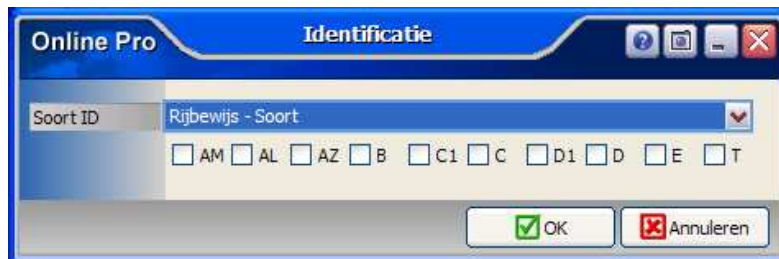 Online Pro Identificatie
Soort ID Rijbewijs - Soort
AM AL AZ B C1 C D1 D E T
OK Annuleren